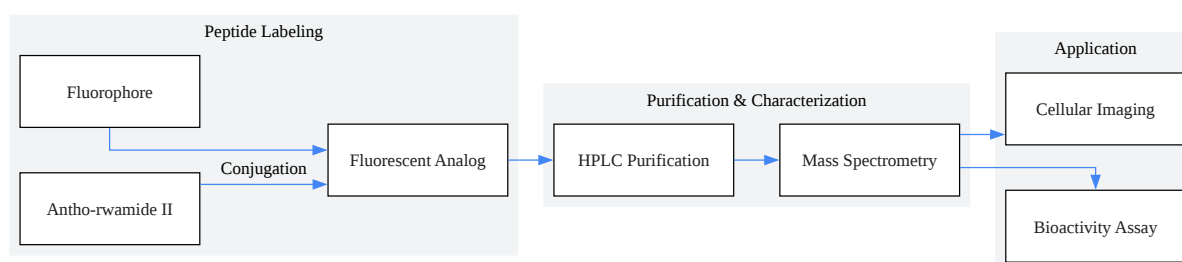 Peptide Labeling
Fluorophore
Conjugation
Antho-rwamide II
Fluorescent Analog
Purification & Characterization
HPLC Purification
Mass Spectrometry
Application
Cellular Imaging
Bioactivity Assay